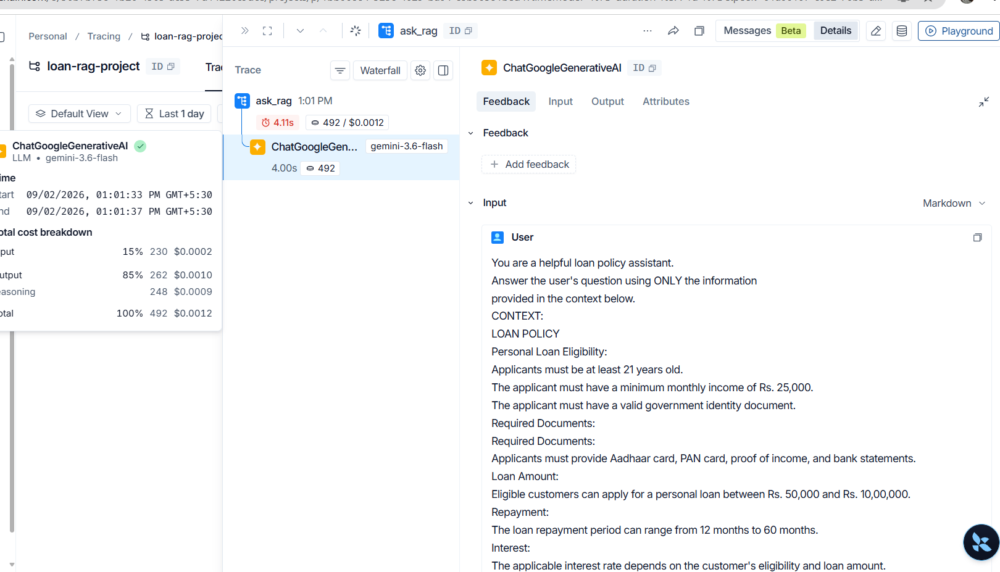 Personal / Tracing / loan-rag-projec
loan-rag-project ID Tra
Default View Last 1 day
ChatGoogleGenerativeAI
LLM • gemini-3.6-flash
ime
tart 09/02/2026, 01:01:33 PM GMT+5:30
nd 09/02/2026, 01:01:37 PM GMT+5:30
otal cost breakdown
put 15% 230 $0.0002
utput 85% 262 $0.0010
easoning 248 $0.0009
otal 100% 492 $0.0012
ask_rag ID
Messages Beta Details Playground
Trace Waterfall
ask_rag 1:01 PM
4.11s 492 / $0.0012
ChatGoogleGen... gemini-3.6-flash
4.00s 492
ChatGoogleGenerativeAI ID
Feedback Input Output Attributes
Feedback
+ Add feedback
Input Markdown
User
You are a helpful loan policy assistant.
Answer the user's question using ONLY the information
provided in the context below.
CONTEXT:
LOAN POLICY
Personal Loan Eligibility:
Applicants must be at least 21 years old.
The applicant must have a minimum monthly income of Rs. 25,000.
The applicant must have a valid government identity document.
Required Documents:
Required Documents:
Applicants must provide Aadhaar card, PAN card, proof of income, and bank statements.
Loan Amount:
Eligible customers can apply for a personal loan between Rs. 50,000 and Rs. 10,00,000.
Repayment:
The loan repayment period can range from 12 months to 60 months.
Interest:
The applicable interest rate depends on the customer's eligibility and loan amount.